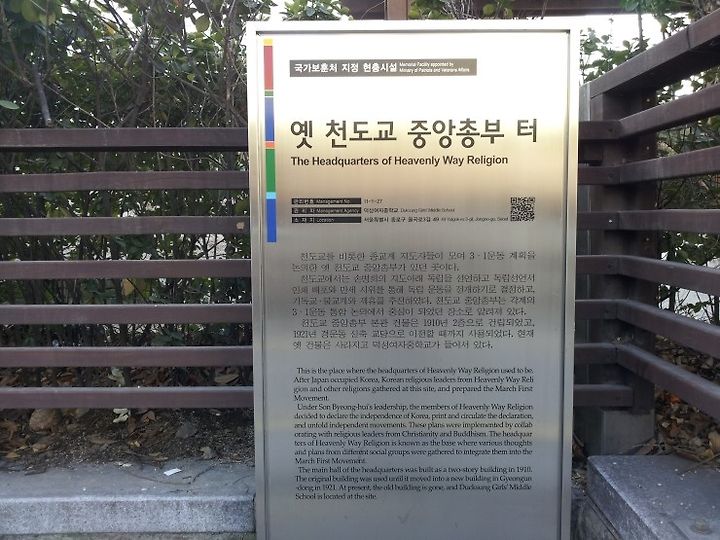 국가보훈처 지정 현충시설 Memorial Facility appointed by
Ministry of Patriots and Veterans Affairs
옛 천도교 중앙총부 터
The Headquarters of Heavenly Way Religion
관리번호 Management No. 11-1-27
관 리 자 Management Agency 덕성여자중학교 Duksung Girls' Middle School
소 재 지 Location 서울특별시 종로구 율곡로3길 49
천도교를 비롯한 종교계 지도자들이 모여 3·1운동 계획을
논의한 옛 천도교 중앙총부가 있던 곳이다.
천도교에서는 손병희의 지도아래 독립을 선언하고 독립선언서
인쇄 배포와 만세 시위를 통해 독립 운동을 전개하기로 결정하고,
기독교·불교계와 제휴를 추진하였다. 천도교 중앙총부는 각계의
3·1운동 통합 논의에서 중심이 되었던 장소로 알려져 있다.
천도교 중앙총부 본관 건물은 1910년 2층으로 건립되었고,
1921년 경운동 신축 교당으로 이전할 때까지 사용되었다. 현재
옛 건물은 사라지고 덕성여자중학교가 들어서 있다.
This is the place where the headquarters of Heavenly Way Religion used to be.
After Japan occupied Korea, Korean religious leaders from Heavenly Way Reli
gion and other religions gathered at this site, and prepared the March First
Movement.
Under Son Byeong-hui's leadership, the members of Heavenly Way Religion
decided to declare the independence of Korea, print and circulate the declaration,
and unfold independent movements. These plans were implemented by collab
orating with religious leaders from Christianity and Buddhism. The headquar
ters of Heavenly Way Religion is known as the base where various thoughts
and plans from different social groups were gathered to integrate them into the
March First Movement.
The main hall of the headquarters was built as a two-story building in 1910.
The original building was used until it moved into a new building in Gyeongun
-dong in 1921. At present, the old building is gone, and Ducksung Girls' Middle
School is located at the site.